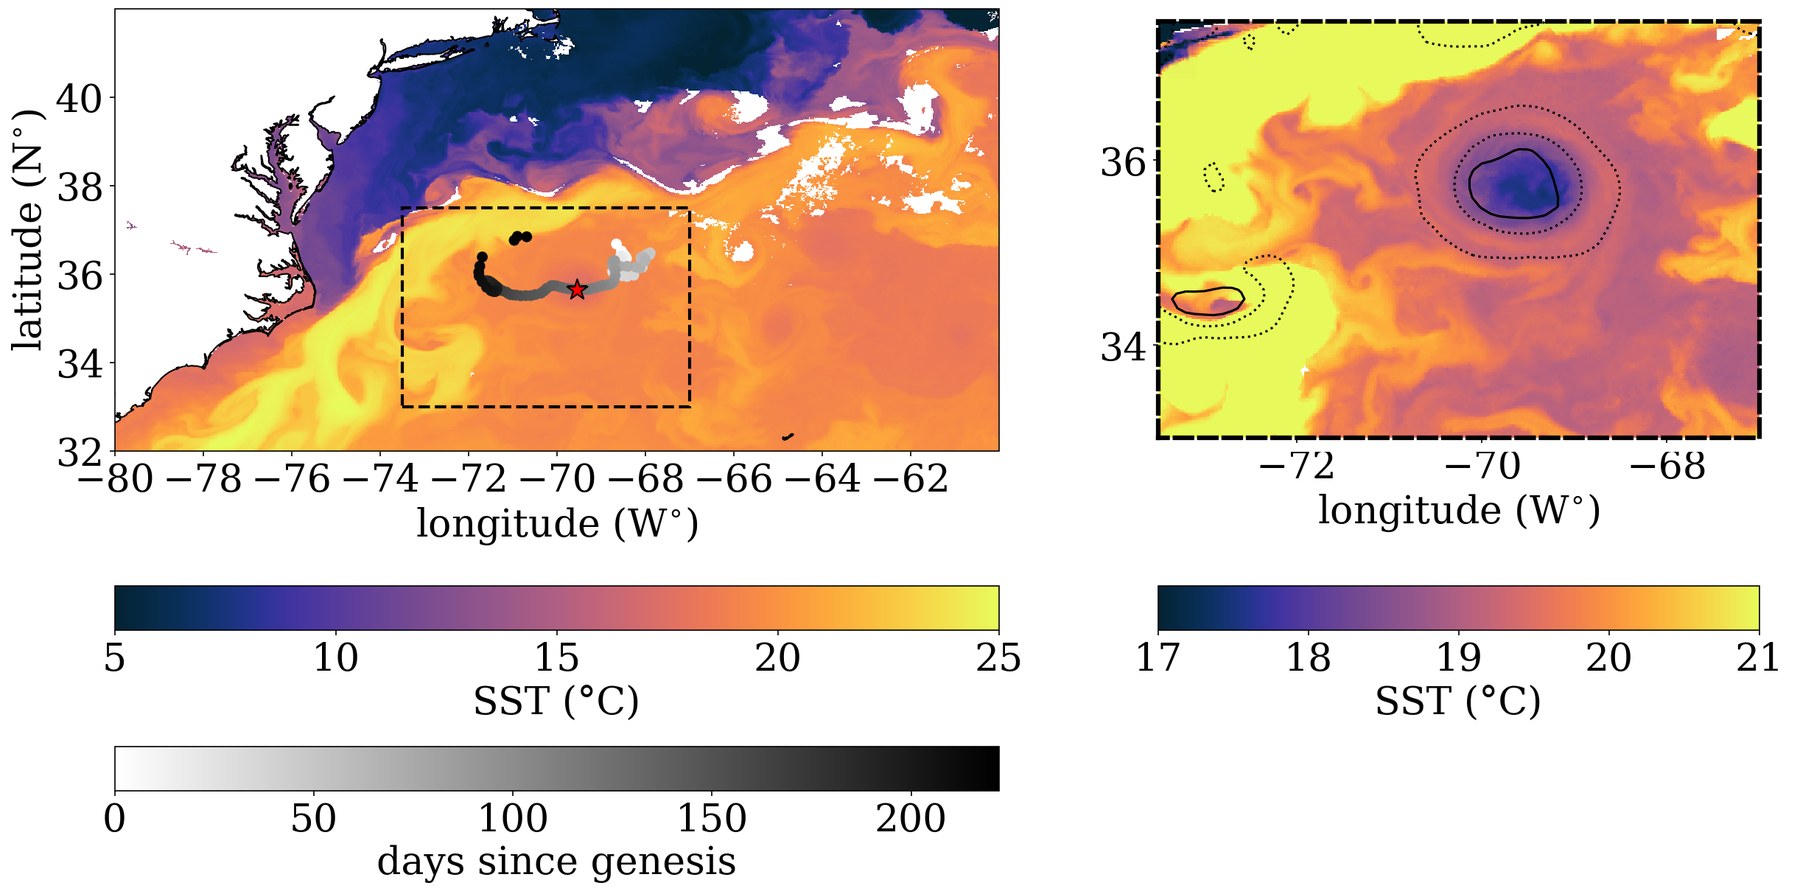 latitude (N°)
40
38
36
34
32
−80 −78 −76 −74 −72 −70 −68 −66 −64 −62
longitude (W°)
5 10 15 20 25
SST (°C)
0 50 100 150 200
days since genesis
36
34
−72 −70 −68
longitude (W°)
17 18 19 20 21
SST (°C)